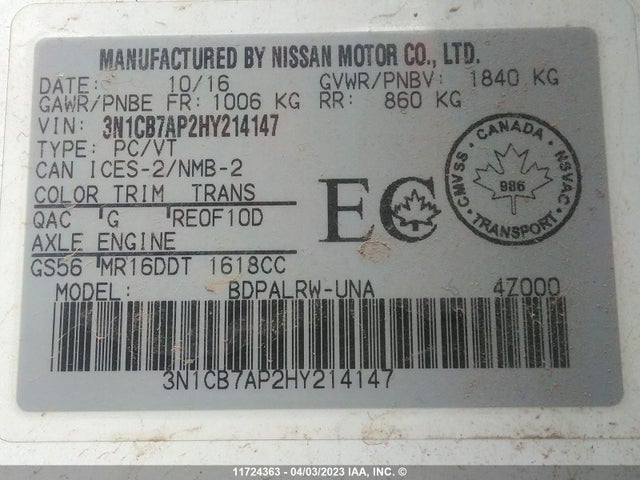 MANUFACTURED BY NISSAN MOTOR CO., LTD.
DATE: 10/16 GVWR/PNBV: 1840 KG
GAWR/PNBE FR: 1006 KG RR: 860 KG
VIN: 3N1CB7AP2HY214147
TYPE: PC/VT
CAN ICES-2/NMB-2
COLOR TRIM TRANS
QAC G RE0F10D
AXLE ENGINE
GS56 MR16DDT 1618CC
EC
CANADA
CMVSS NSVAC
986
TRANSPORT
MODEL: BDPALRW-UNA 4Z000
3N1CB7AP2HY214147
11724363 - 04/03/2023 IAA, INC. ©